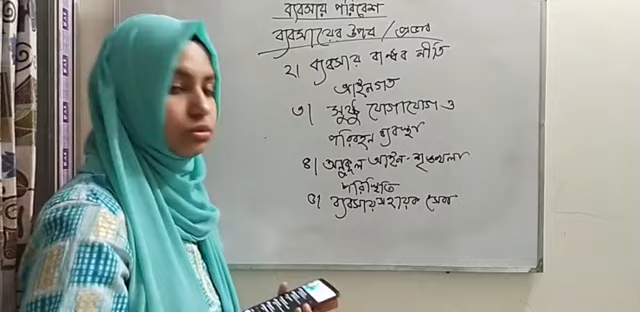 ব্যবসায় পরিবেশ
ব্যবসায়ের উপর / প্রভাব
২। ব্যবসায় বান্ধব নীতি
আইনগত
৩। সুষ্ঠু যোগাযোগ ও
পরিবহন ব্যবস্থা
৪। অনুকূল আইন-শৃঙ্খলা
পরিস্থিতি
৫। ব্যবসায় সহায়ক সেবা